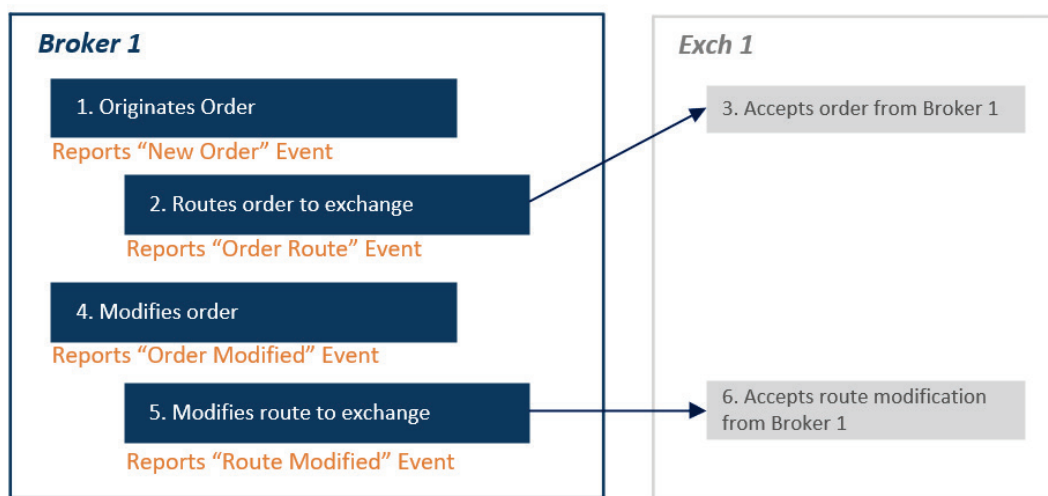 Broker 1
1. Originates Order
Reports “New Order” Event
2. Routes order to exchange
Reports “Order Route” Event
4. Modifies order
Reports “Order Modified” Event
5. Modifies route to exchange
Reports “Route Modified” Event
Exch 1
3. Accepts order from Broker 1
6. Accepts route modification
from Broker 1